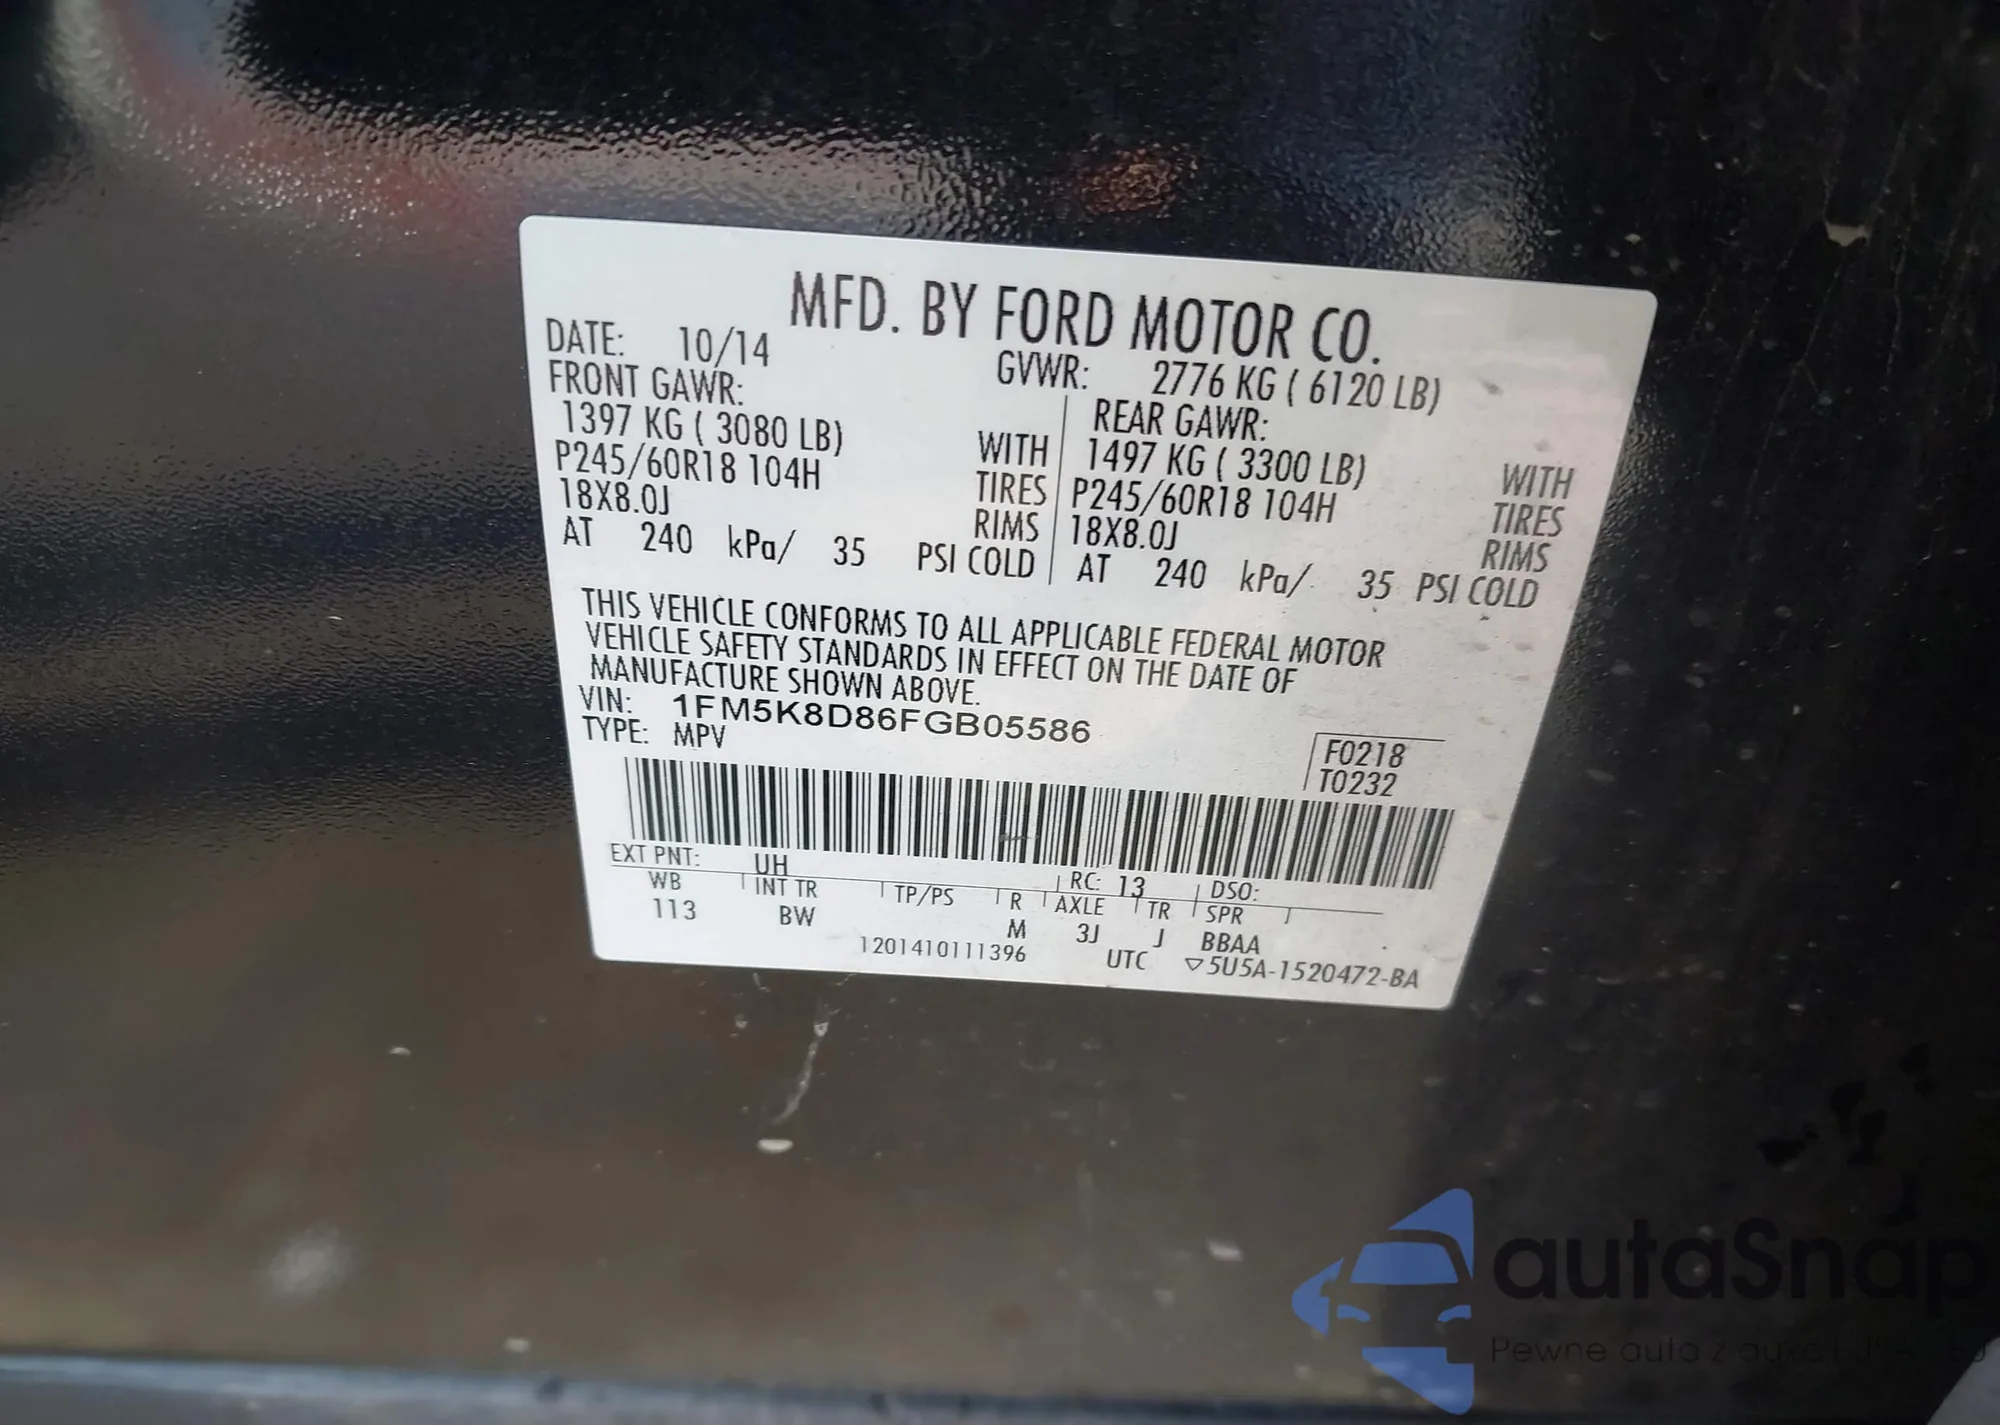 MFD. BY FORD MOTOR CO.
DATE: 10/14 GVWR: 2776 KG ( 6120 LB)
FRONT GAWR: REAR GAWR:
1397 KG ( 3080 LB) WITH 1497 KG ( 3300 LB) WITH
P245/60R18 104H TIRES P245/60R18 104H TIRES
18X8.0J RIMS 18X8.0J RIMS
AT 240 kPa/ 35 PSI COLD AT 240 kPa/ 35 PSI COLD
THIS VEHICLE CONFORMS TO ALL APPLICABLE FEDERAL MOTOR
VEHICLE SAFETY STANDARDS IN EFFECT ON THE DATE OF
MANUFACTURE SHOWN ABOVE.
VIN: 1FM5K8D86FGB05586
TYPE: MPV
F0218
T0232
EXT PNT: UH RC: 13 DSO:
WB INT TR TP/PS R AXLE TR SPR
113 BW M 3J J BBAA
1201410111396 UTC ▽5U5A-1520472-BA
autaSnap
Pewne auto z aukcji